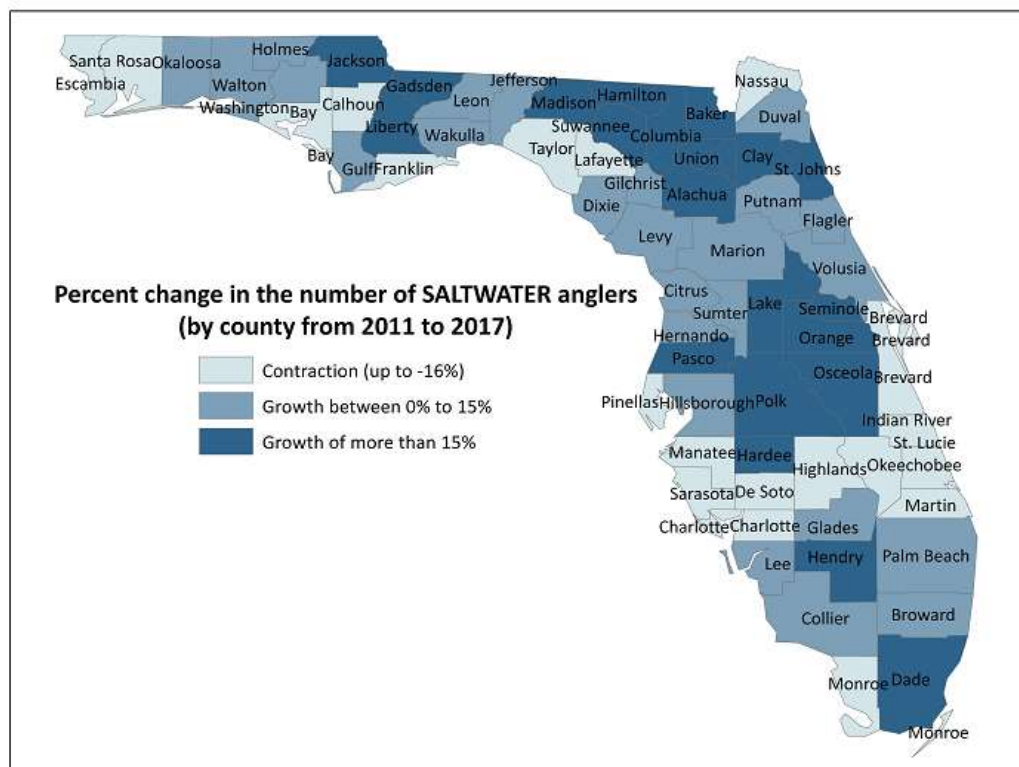 Santa Rosa
Okaloosa
Holmes
Jackson
Escambia
Walton
Gadsden
Jefferson
Nassau
Washington
Bay
Calhoun
Leon
Madison
Hamilton
Baker
Duval
Liberty
Wakulla
Suwannee
Columbia
Bay
Taylor
Lafayette
Union
Clay
St. Johns
Gulf
Franklin
Gilchrist
Alachua
Dixie
Putnam
Flagler
Levy
Marion
Volusia
Percent change in the number of SALTWATER anglers
(by county from 2011 to 2017)
Contraction (up to -16%)
Growth between 0% to 15%
Growth of more than 15%
Citrus
Sumter
Lake
Seminole
Brevard
Hernando
Orange
Brevard
Pasco
Osceola
Brevard
Pinellas
Hillsborough
Polk
Indian River
Manatee
Hardee
St. Lucie
Highlands
Okeechobee
Sarasota
De Soto
Martin
Charlotte
Charlotte
Glades
Lee
Hendry
Palm Beach
Collier
Broward
Monroe
Dade
Monroe